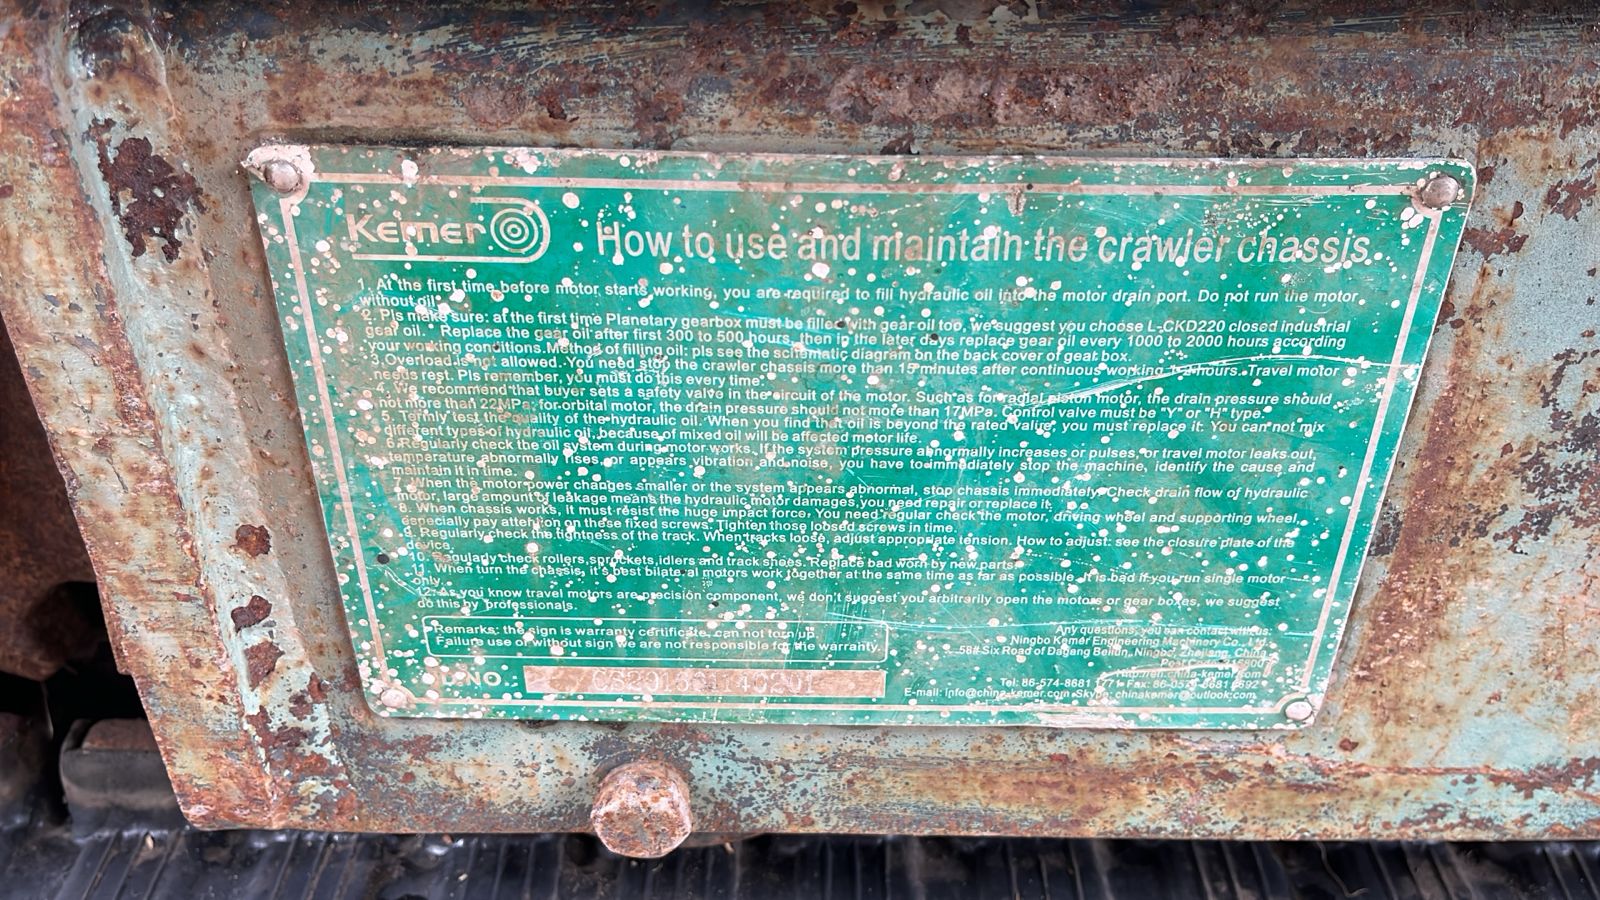 Kemer
How to use and maintain the crawler chassis
1. At the first time before motor starts working, you are required to fill hydraulic oil into the motor drain port. Do not run the motor
without oil.
2. Pls make sure: at the first time Planetary gearbox must be filled with gear oil too, we suggest you choose L-CKD220 closed industrial
gear oil. Replace the gear oil after first 300 to 500 hours, then in the later days replace gear oil every 1000 to 2000 hours according
your working conditions. Method of filling oil: pls see the schematic diagram on the back cover of gear box.
3. Overload is not allowed. You need stop the crawler chassis more than 15 minutes after continuous working hours. Travel motor
needs rest. Pls remember, you must do this every time.
4. We recommend that buyer sets a safety valve in the circuit of the motor. Such as for radial piston motor, the drain pressure should
not more than 22MPa; for orbital motor, the drain pressure should not more than 17MPa. Control valve must be "Y" or "H" type.
5. Termly test the quality of the hydraulic oil. When you find that oil is beyond the rated value, you must replace it. You can not mix
different types of hydraulic oil, because of mixed oil will be affected motor life.
6. Regularly check the oil system during motor works. If the system pressure abnormally increases or pulses, or travel motor leaks out,
temperature abnormally rises, or appears vibration and noise, you have to immediately stop the machine, identify the cause and
maintain it in time.
7. When the motor power changes smaller or the system appears abnormal, stop chassis immediately. Check drain flow of hydraulic
motor, large amount of leakage means the hydraulic motor damages, you need repair or replace it.
8. When chassis works, it must resist the huge impact force. You need regular check the motor, driving wheel and supporting wheel,
especially pay attention on these fixed screws. Tighten those loosed screws in time.
9. Regularly check the tightness of the track. When tracks loose, adjust appropriate tension. How to adjust: see the closure plate of the
device.
10. Regularly check rollers, sprockets, idlers and track shoes. Replace bad worn by new parts.
11. When turn the chassis, it's best bilateral motors work together at the same time as far as possible. It is bad if you run single motor
only.
12. As you know travel motors are precision component, we don't suggest you arbitrarily open the motors or gear boxes, we suggest
do this by professionals.
Remarks: the sign is warranty certificate, can not torn up.
Failure use or without sign we are not responsible for the warranty.
NO.:
Any questions, you can contact with us:
Ningbo Kemer Engineering Machinery Co., Ltd.
58# Six Road of Dagang Beilun, Ningbo, Zhejiang, China
Post Code: 315800
Http://en.china-kemer.com
Tel: 86-574-8681 1771 Fax: 86-0574-8681 6692
E-mail: info@china-kemer.com Skype: chinakemer@outlook.com